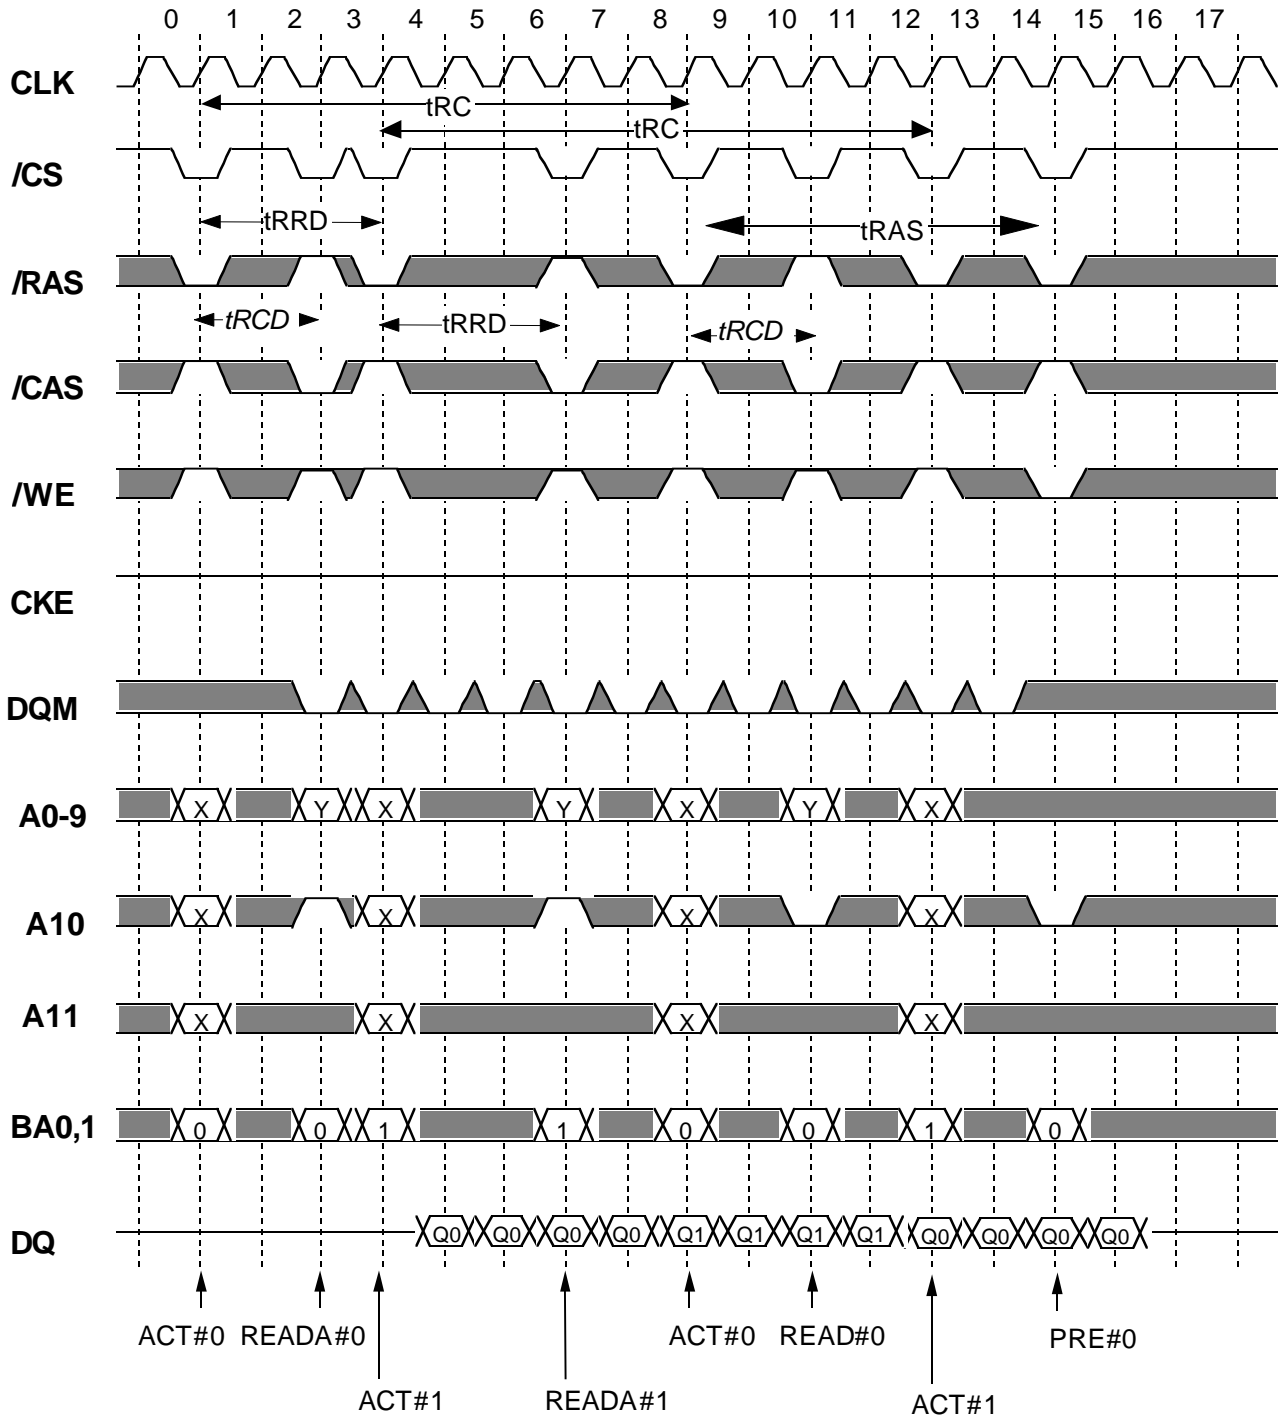 0 1 2 3 4 5 6 7 8 9 10 11 12 13 14 15 16 17
CLK
tRC
tRC
/CS
tRRD
tRAS
/RAS
tRCD
tRRD
tRCD
/CAS
/WE
CKE
DQM
A0-9
X Y X Y X Y X
A10
X X X X
A11
X X X X
BA0,1
0 0 1 1 0 0 1 0
DQ
Q0 Q0 Q0 Q0 Q1 Q1 Q1 Q1 Q0 Q0 Q0 Q0
ACT#0 READA#0 ACT#0 READ#0 PRE#0
ACT#1 READA#1 ACT#1